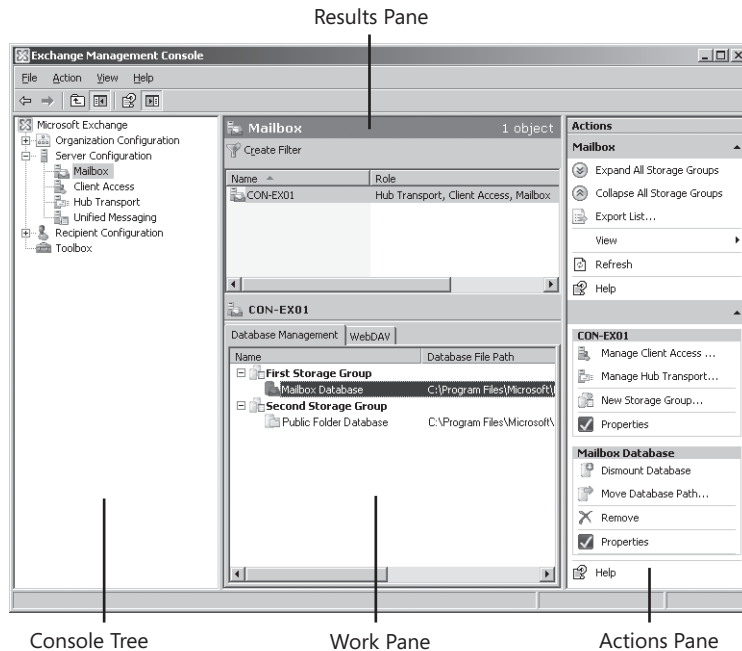 Results Pane
Exchange Management Console
File Action View Help
Microsoft Exchange
Organization Configuration
Server Configuration
Mailbox
Client Access
Hub Transport
Unified Messaging
Recipient Configuration
Toolbox
Mailbox 1 object
Create Filter
Name Role
CON-EX01 Hub Transport, Client Access, Mailbox
CON-EX01
Database Management WebDAV
Name Database File Path
First Storage Group
Mailbox Database C:\Program Files\Microsoft\
Second Storage Group
Public Folder Database C:\Program Files\Microsoft\
Actions
Mailbox
Expand All Storage Groups
Collapse All Storage Groups
Export List...
View
Refresh
Help
CON-EX01
Manage Client Access ...
Manage Hub Transport...
New Storage Group...
Properties
Mailbox Database
Dismount Database
Move Database Path...
Remove
Properties
Help
Console Tree
Work Pane
Actions Pane